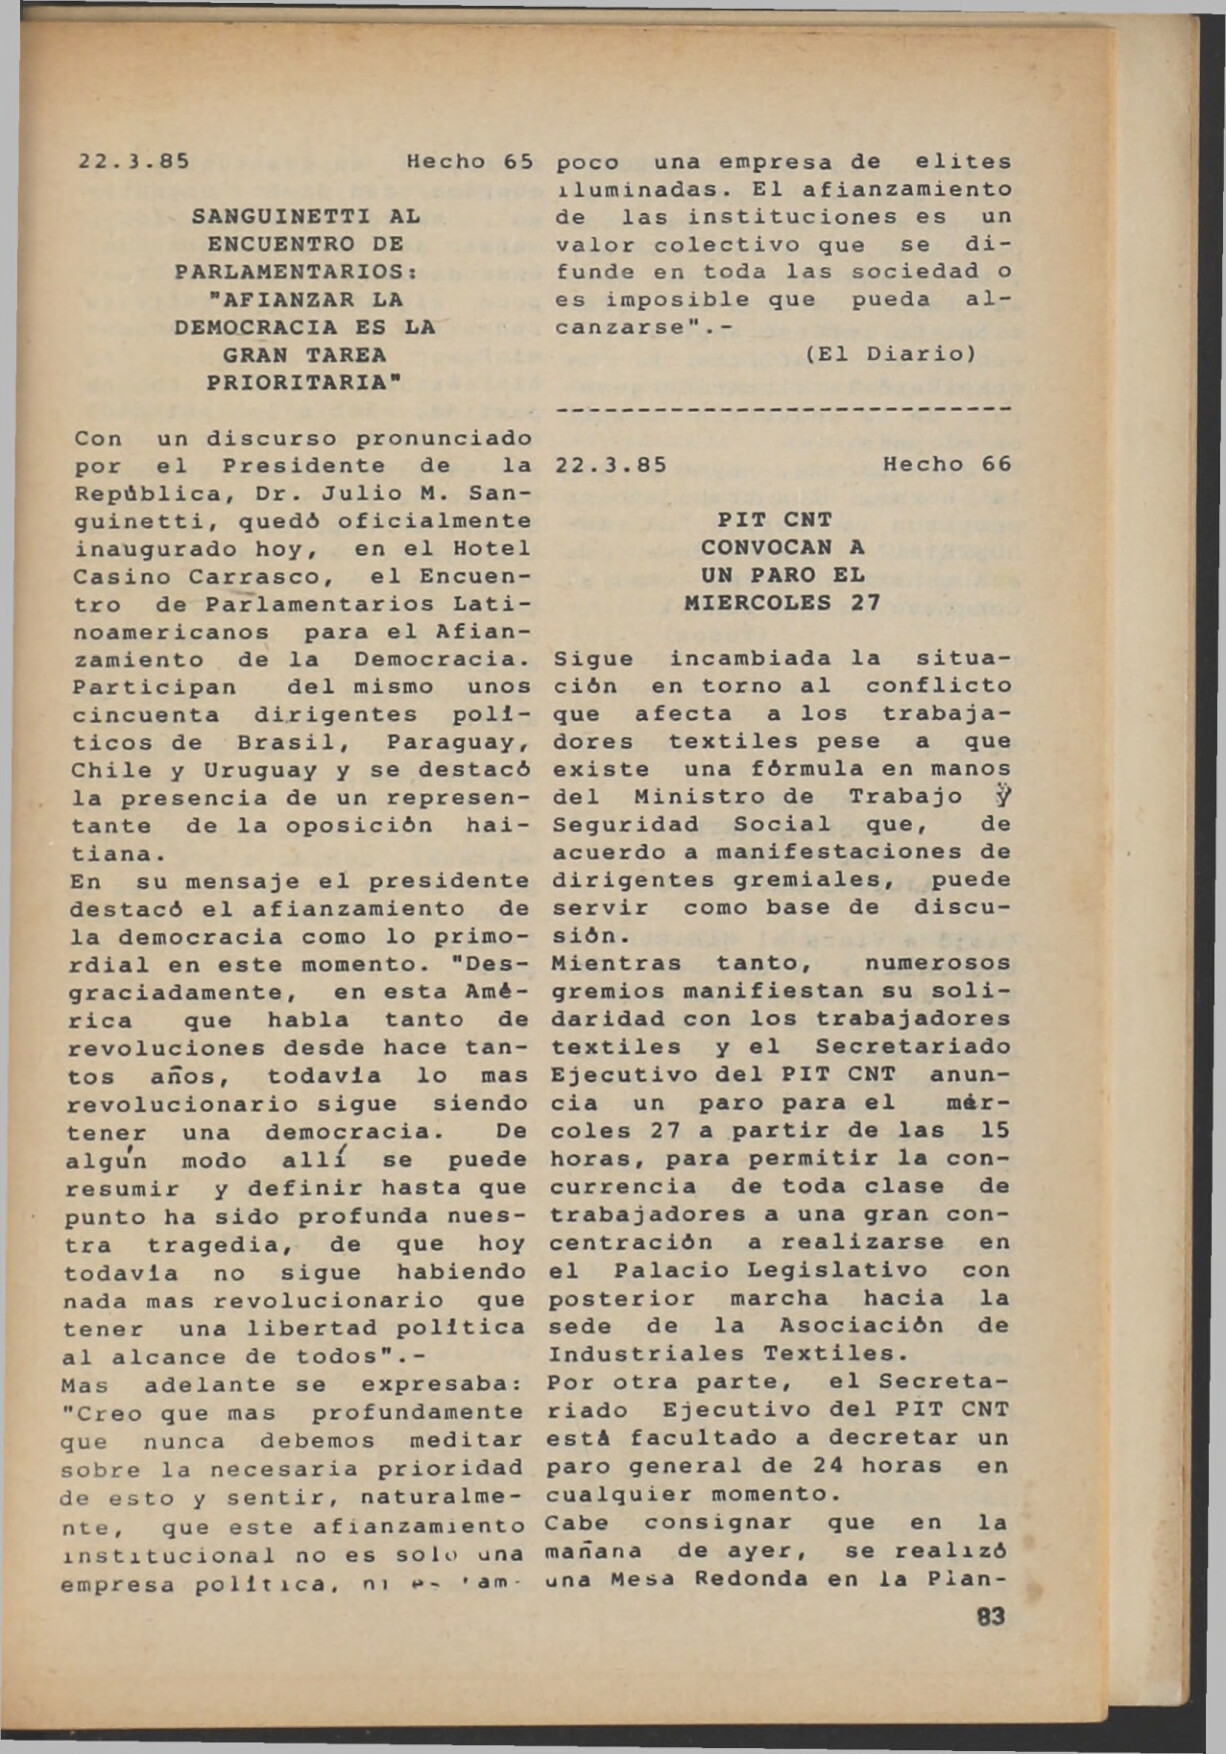 22.3.85 Hecho 65
SANGUINETTI AL
ENCUENTRO DE
PARLAMENTARIOS:
"AFIANZAR LA
DEMOCRACIA ES LA
GRAN TAREA
PRIORITARIA"
Con un discurso pronunciado
por el Presidente de la
República, Dr. Julio M. San-
guinetti, quedó oficialmente
inaugurado hoy, en el Hotel
Casino Carrasco, el Encuen-
tro de Parlamentarios Lati-
noamericanos para el Afian-
zamiento de la Democracia.
Participan del mismo unos
cincuenta dirigentes polí-
ticos de Brasil, Paraguay,
Chile y Uruguay y se destacó
la presencia de un represen-
tante de la oposición hai-
tiana.
En su mensaje el presidente
destacó el afianzamiento de
la democracia como lo primo-
rdial en este momento. "Des-
graciadamente, en esta Amé-
rica que habla tanto de
revoluciones desde hace tan-
tos años, todavía lo mas
revolucionario sigue siendo
tener una democracia. De
algún modo allí se puede
resumir y definir hasta que
punto ha sido profunda nues-
tra tragedia, de que hoy
todavía no sigue habiendo
nada mas revolucionario que
tener una libertad política
al alcance de todos".-
Mas adelante se expresaba:
"Creo que mas profundamente
que nunca debemos meditar
sobre la necesaria prioridad
de esto y sentir, naturalme-
nte, que este afianzamiento
institucional no es solo una
empresa política, ni es tam-
poco una empresa de elites
iluminadas. El afianzamiento
de las instituciones es un
valor colectivo que se di-
funde en toda las sociedad o
es imposible que pueda al-
canzarse".-
(El Diario)
----------------------------
22.3.85 Hecho 66
PIT CNT
CONVOCAN A
UN PARO EL
MIERCOLES 27
Sigue incambiada la situa-
ción en torno al conflicto
que afecta a los trabaja-
dores textiles pese a que
existe una fórmula en manos
del Ministro de Trabajo y
Seguridad Social que, de
acuerdo a manifestaciones de
dirigentes gremiales, puede
servir como base de discu-
sión.
Mientras tanto, numerosos
gremios manifiestan su soli-
daridad con los trabajadores
textiles y el Secretariado
Ejecutivo del PIT CNT anun-
cia un paro para el mér-
coles 27 a partir de las 15
horas, para permitir la con-
currencia de toda clase de
trabajadores a una gran con-
centración a realizarse en
el Palacio Legislativo con
posterior marcha hacia la
sede de la Asociación de
Industriales Textiles.
Por otra parte, el Secreta-
riado Ejecutivo del PIT CNT
está facultado a decretar un
paro general de 24 horas en
cualquier momento.
Cabe consignar que en la
mañana de ayer, se realizó
una Mesa Redonda en la Plan-
83